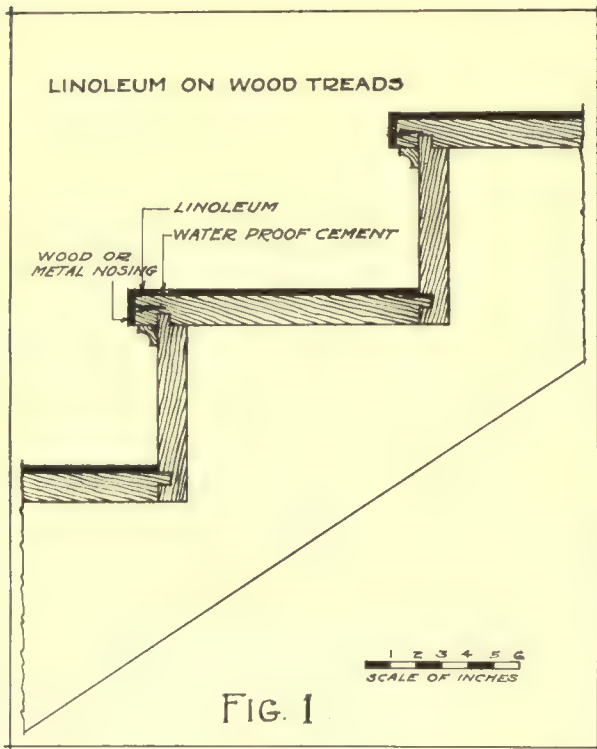 LINOLEUM ON WOOD TREADS
LINOLEUM
WATER PROOF CEMENT
WOOD OR
METAL NOSING
1 2 3 4 5 6
SCALE OF INCHES
FIG. 1